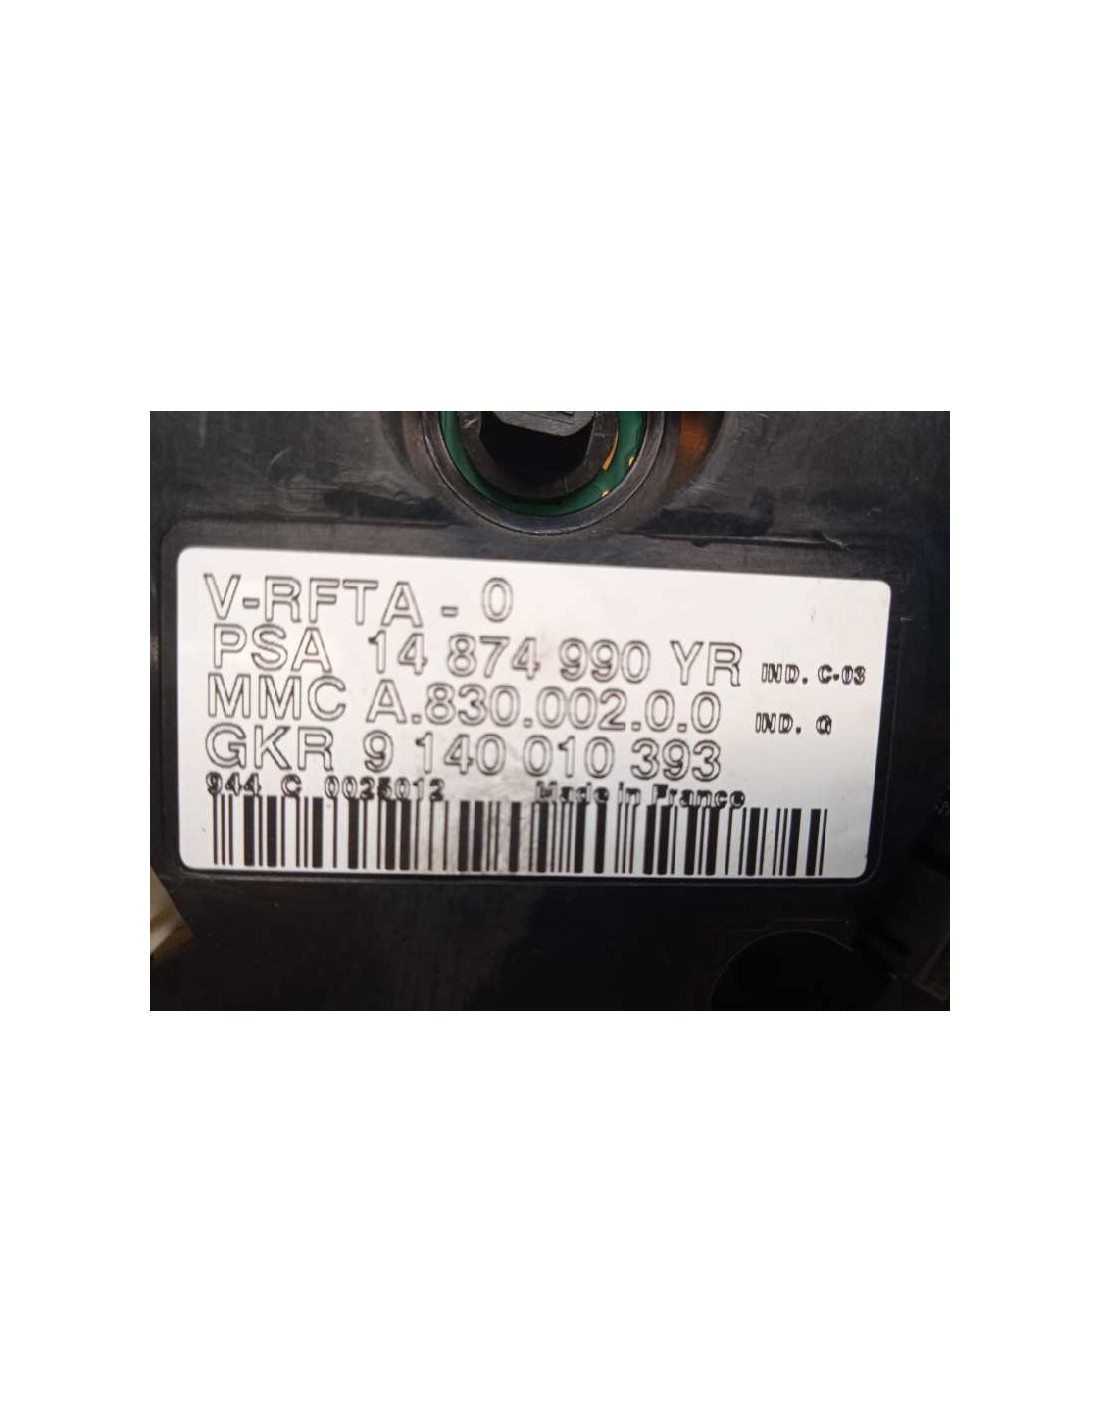 V-RFTA - 0
PSA 14 874 990 YR IND. C-03
MMC A.830.002.0.0 IND. G
GKR 9 140 010 393
944 C 0025012 Made in France